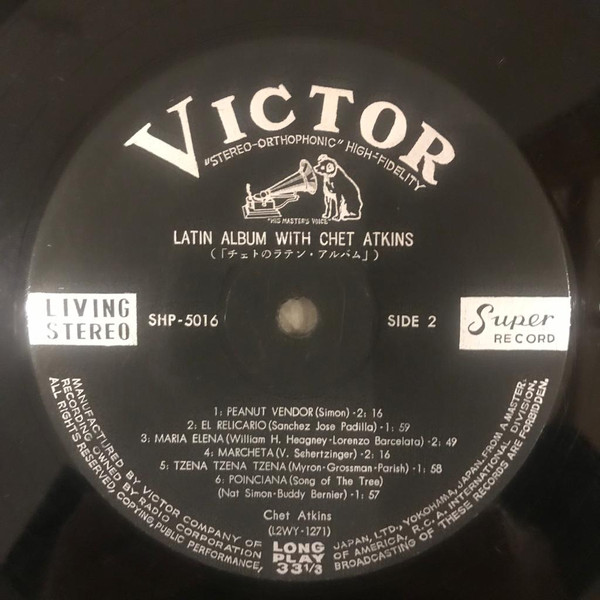 VICTOR
"STEREO-ORTHOPHONIC" HIGH-FIDELITY
"HIS MASTER'S VOICE"
LATIN ALBUM WITH CHET ATKINS
(「チェトのラテン・アルバム」)
LIVING
STEREO
SHP-5016
SIDE 2
Super
RECORD
1: PEANUT VENDOR (Simon) - 2: 16
2: EL RELICARIO (Sanchez Jose Padilla) - 1: 59
3: MARIA ELENA (William H. Heagney-Lorenzo Barcelata) - 2: 49
4: MARCHETA (V. Sehertzinger) - 2: 16
5: TZENA TZENA TZENA (Myron-Grossman-Parish) - 1: 58
6: POINCIANA (Song of The Tree)
(Nat Simon-Buddy Bernier) - 1: 57
Chet Atkins
(L2WY-1271)
LONG
PLAY
33 1/3
MANUFACTURED BY VICTOR COMPANY OF JAPAN, LTD., YOKOHAMA, JAPAN, FROM A MASTER
RECORDING OWNED BY RADIO CORPORATION OF AMERICA, R.C.A. INTERNATIONAL DIVISION.
ALL RIGHTS RESERVED, COPYING, PUBLIC PERFORMANCE, BROADCASTING OF THESE RECORDS ARE FORBIDDEN.